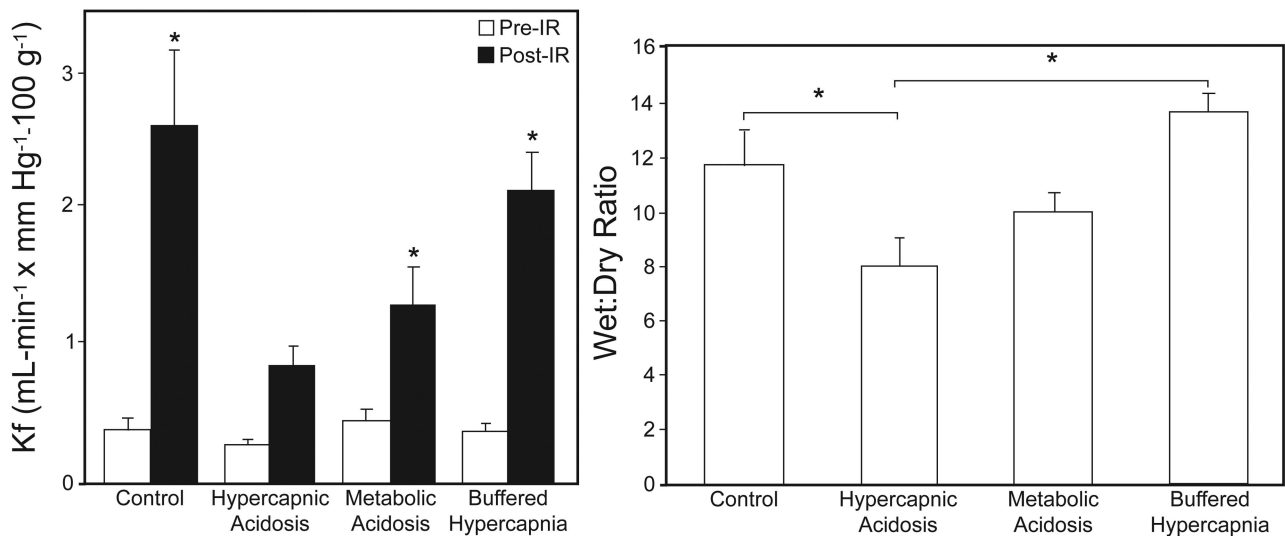 Kf (mL-min⁻¹ x mm Hg⁻¹-100 g⁻¹)
3
2
1
0
*
*
*
Pre-IR
Post-IR
Control
Hypercapnic
Acidosis
Metabolic
Acidosis
Buffered
Hypercapnia
Wet:Dry Ratio
16
14
12
10
8
6
4
2
0
*
*
Control
Hypercapnic
Acidosis
Metabolic
Acidosis
Buffered
Hypercapnia